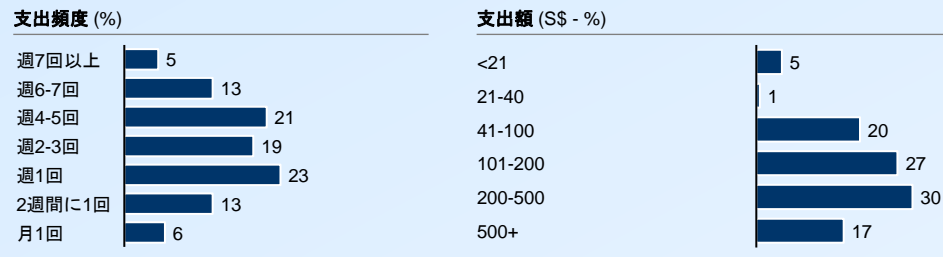 支出頻度 (%)
週7回以上 5
週6-7回 13
週4-5回 21
週2-3回 19
週1回 23
2週間に1回 13
月1回 6
支出額 (S$ - %)
<21 5
21-40 1
41-100 20
101-200 27
200-500 30
500+ 17